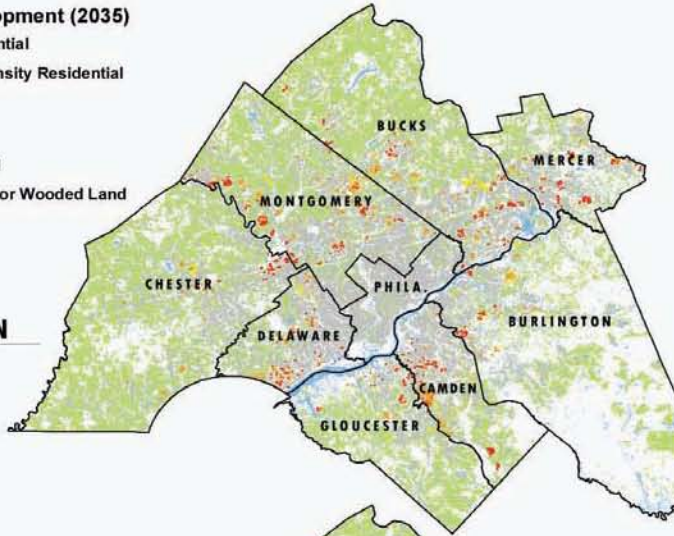 opment (2035)
ntial
nsity Residential
or Wooded Land
N
BUCKS
MERCER
MONTGOMERY
CHESTER
PHILA.
DELAWARE
BURLINGTON
CAMDEN
GLOUCESTER